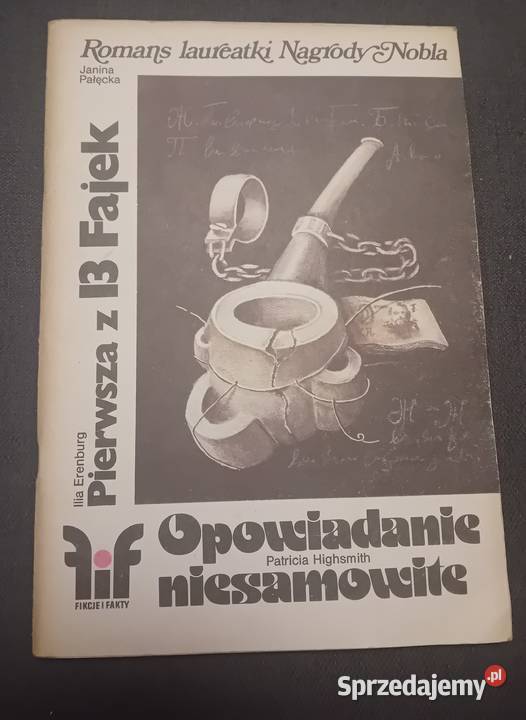 Romans laureatki Nagrody Nobla
Janina
Pałęcka
Ilia Erenburg
Pierwsza z 13 Fajek
fif
FIKCJE I FAKTY
Opowiadanie
Patricia Highsmith
niesamowite
Sprzedajemy.pl